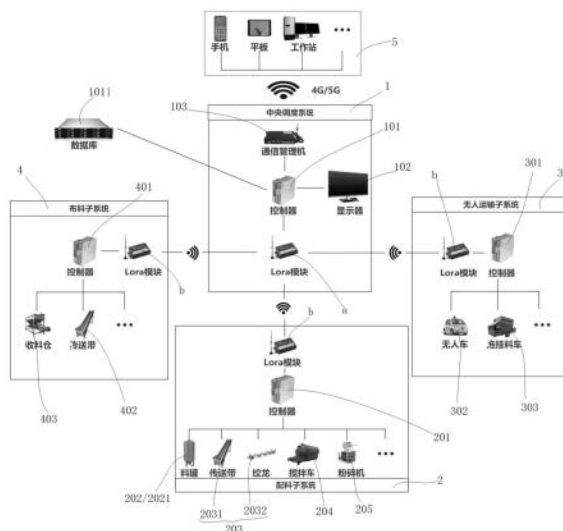 手机 平板 工作站 •••
5
4G/5G
1
中央调度系统
1011
103
通信管理机
101
数据库
102
控制器
显示器
301
4
401
3
布料子系统
b
无人运输子系统
控制器
Lora模块
Lora模块
Lora模块
控制器
b
a
b
Lora模块
收料仓
传送带
•••
无人车
拖挂料车
•••
控制器
403
402
201
302
303
料罐
传送带
绞龙
搅拌车
粉碎机
•••
配料子系统
202/2021
2031
2032
204
205
2
203